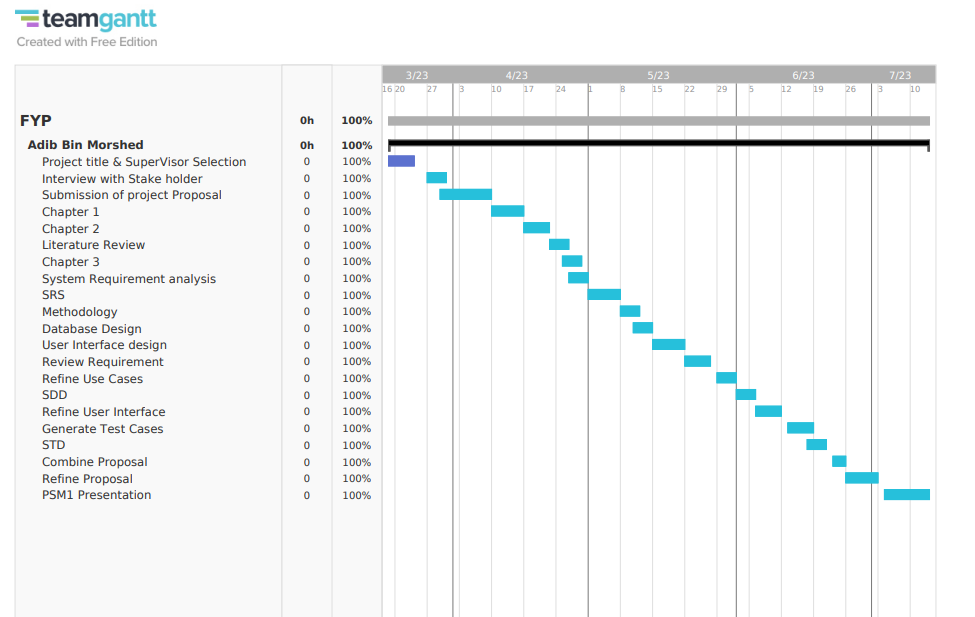 teamgantt
Created with Free Edition
3/23 4/23 5/23 6/23 7/23
16 20 27 3 10 17 24 1 8 15 22 29 5 12 19 26 3 10
FYP 0h 100%
Adib Bin Morshed 0h 100%
Project title & SuperVisor Selection 0 100%
Interview with Stake holder 0 100%
Submission of project Proposal 0 100%
Chapter 1 0 100%
Chapter 2 0 100%
Literature Review 0 100%
Chapter 3 0 100%
System Requirement analysis 0 100%
SRS 0 100%
Methodology 0 100%
Database Design 0 100%
User Interface design 0 100%
Review Requirement 0 100%
Refine Use Cases 0 100%
SDD 0 100%
Refine User Interface 0 100%
Generate Test Cases 0 100%
STD 0 100%
Combine Proposal 0 100%
Refine Proposal 0 100%
PSM1 Presentation 0 100%